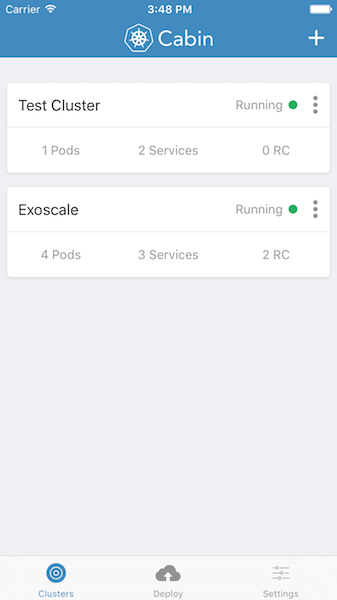 Carrier 3:48 PM
Cabin +
Test Cluster Running
1 Pods 2 Services 0 RC
Exoscale Running
4 Pods 3 Services 2 RC
Clusters Deploy Settings